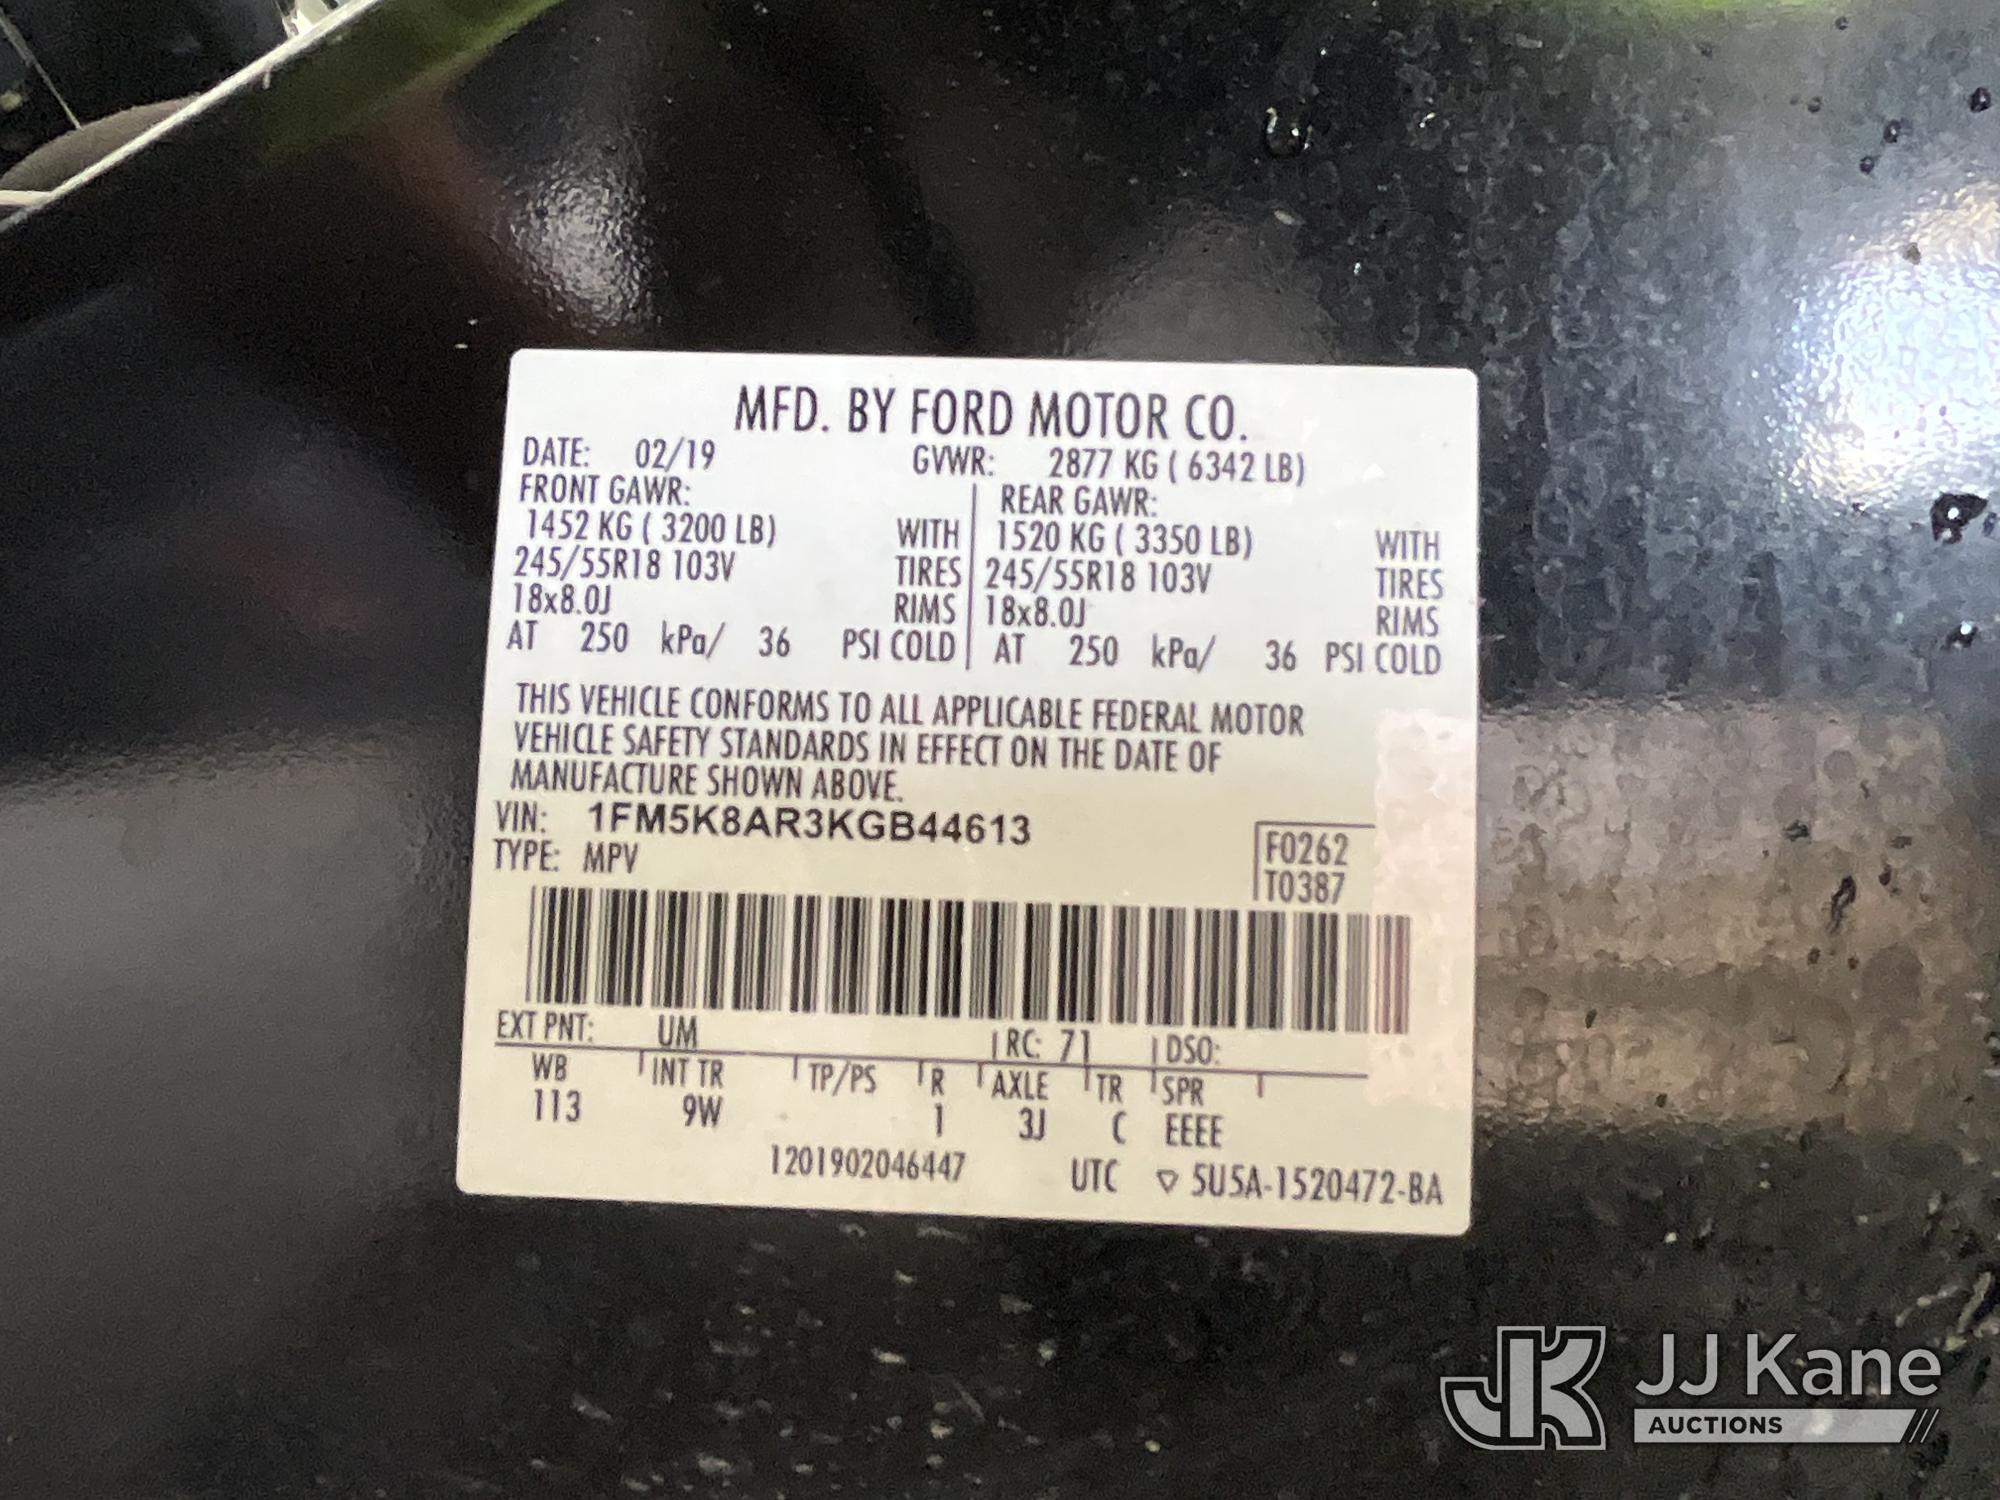 MFD. BY FORD MOTOR CO.
DATE: 02/19 GVWR: 2877 KG ( 6342 LB)
FRONT GAWR: REAR GAWR:
1452 KG ( 3200 LB) WITH 1520 KG ( 3350 LB) WITH
245/55R18 103V TIRES 245/55R18 103V TIRES
18x8.0J RIMS 18x8.0J RIMS
AT 250 kPa/ 36 PSI COLD AT 250 kPa/ 36 PSI COLD
THIS VEHICLE CONFORMS TO ALL APPLICABLE FEDERAL MOTOR
VEHICLE SAFETY STANDARDS IN EFFECT ON THE DATE OF
MANUFACTURE SHOWN ABOVE.
VIN: 1FM5K8AR3KGB44613
TYPE: MPV
F0262
T0387
EXT PNT: UM RC: 71 DSO:
WB INT TR TP/PS R AXLE TR SPR
113 9W 1 3J C EEEE
1201902046447 UTC ▽ 5U5A-1520472-BA
JK JJ Kane
AUCTIONS